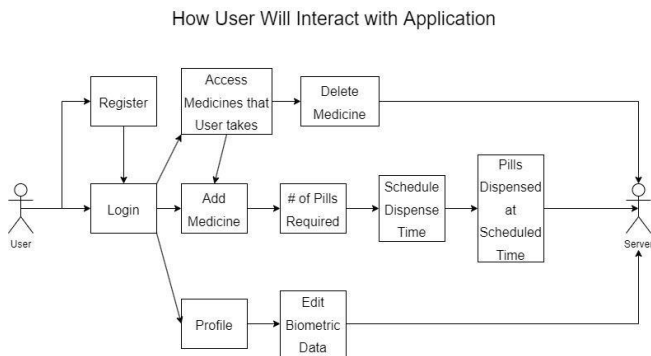 How User Will Interact with Application
Access
Medicines that
User takes
Delete
Medicine
Register
Login
Add
Medicine
# of Pills
Required
Schedule
Dispense
Time
Pills
Dispensed
at
Scheduled
Time
User
Server
Profile
Edit
Biometric
Data